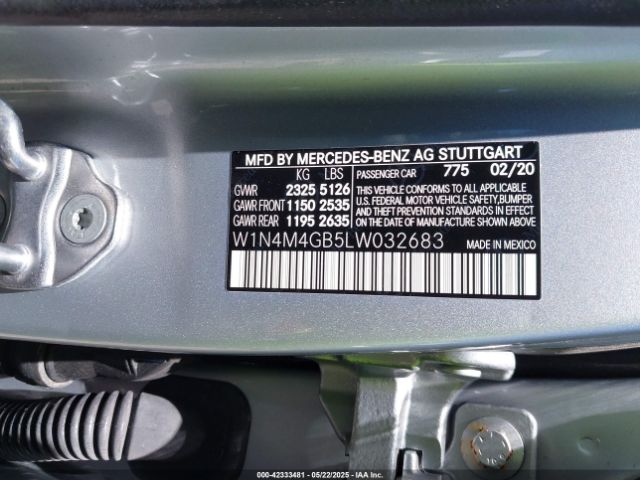 MFD BY MERCEDES-BENZ AG STUTTGART
KG LBS PASSENGER CAR 775 02/20
GVWR 2325 5126
GAWR FRONT 1150 2535
GAWR REAR 1195 2635
THIS VEHICLE CONFORMS TO ALL APPLICABLE
U.S. FEDERAL MOTOR VEHICLE SAFETY,BUMPER
AND THEFT PREVENTION STANDARDS IN EFFECT
ON THE DATE OF MANUFACTURE SHOWN ABOVE
W1N4M4GB5LW032683 MADE IN MEXICO
000-42333481 - 05/22/2025 - IAAI.COM